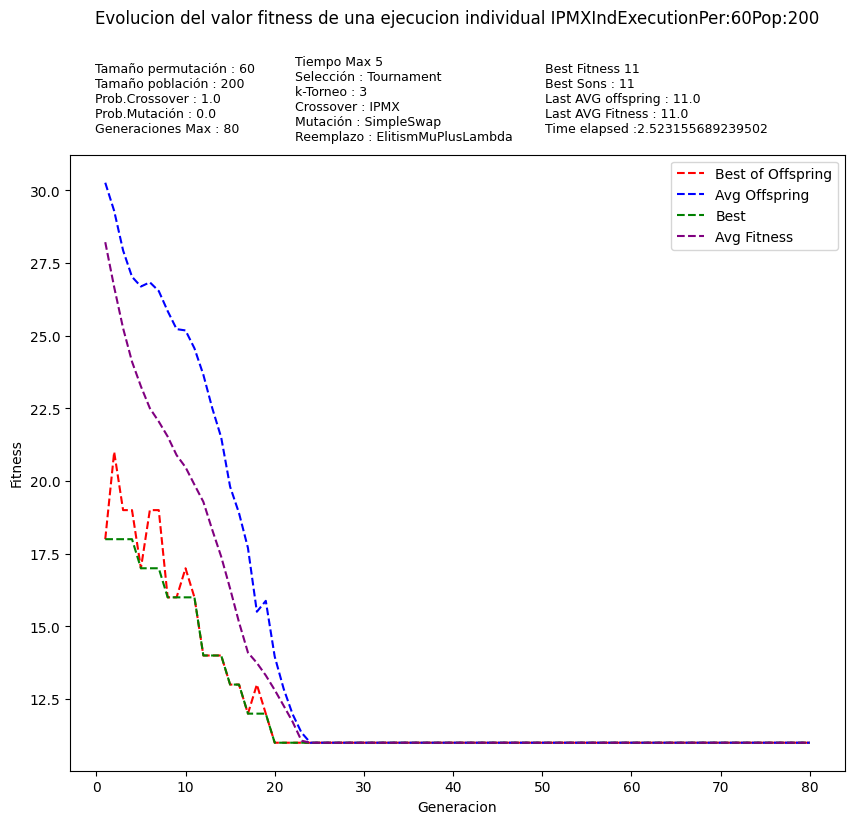 Evolucion del valor fitness de una ejecucion individual IPMXIndExecutionPer:60Pop:200
Tamaño permutación : 60
Tamaño población : 200
Prob.Crossover : 1.0
Prob.Mutación : 0.0
Generaciones Max : 80
Tiempo Max 5
Selección : Tournament
k-Torneo : 3
Crossover : IPMX
Mutación : SimpleSwap
Reemplazo : ElitismMuPlusLambda
Best Fitness 11
Best Sons : 11
Last AVG offspring : 11.0
Last AVG Fitness : 11.0
Time elapsed :2.523155689239502
Best of Offspring
Avg Offspring
Best
Avg Fitness
Fitness
30.0
27.5
25.0
22.5
20.0
17.5
15.0
12.5
0 10 20 30 40 50 60 70 80
Generacion